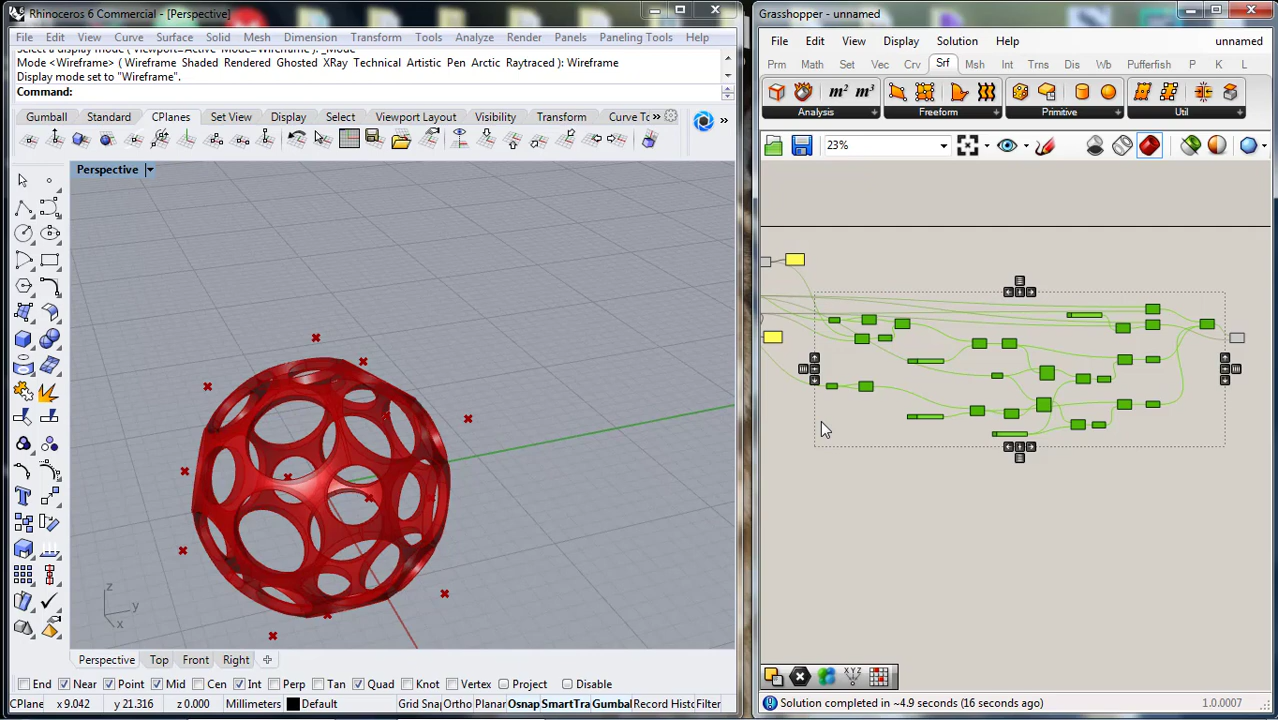 Rhinoceros 6 Commercial - [Perspective]
File Edit View Curve Surface Solid Mesh Dimension Transform Tools Analyze Render Panels Paneling Tools Help
Mode <Wireframe> ( Wireframe Shaded Rendered Ghosted XRay Technical Artistic Pen Arctic Raytraced ): Wireframe
Display mode set to "Wireframe".
Command:
Gumball Standard CPlanes Set Display Sele Viewport Layout Visibility Transform Curve To »
»
Perspective
z
y
x
Perspective Top Front Right
End Near Point Mid Cen Int Perp Tan Quad Knot Vertex Project Disable
CPlane x 9.042 y 21.316 z 0.000 Millimeters Default Grid Snap Ortho Planar Osnap SmartTra Gumba Record Histo Filter
Grasshopper - unnamed
File Edit View Display Solution Help unnamed
Prm Math Set Vec Crv Srf Msh Int Trns Dis Wb Pufferfish P K L
m² m³
Analysis Freeform Primitive Util
23%
Solution completed in ~4.9 seconds (16 seconds ago) 1.0.0007